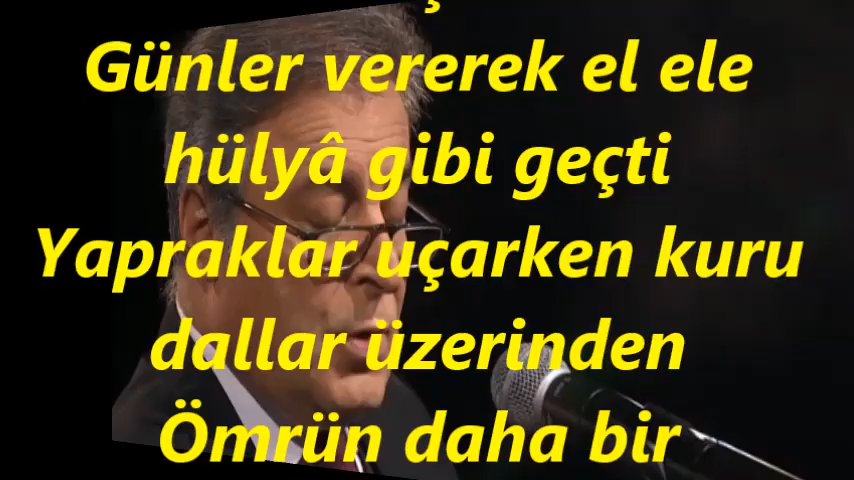 Günler vererek el ele
hülyâ gibi geçti
Yapraklar uçarken kuru
dallar üzerinden
Ömrün daha bir